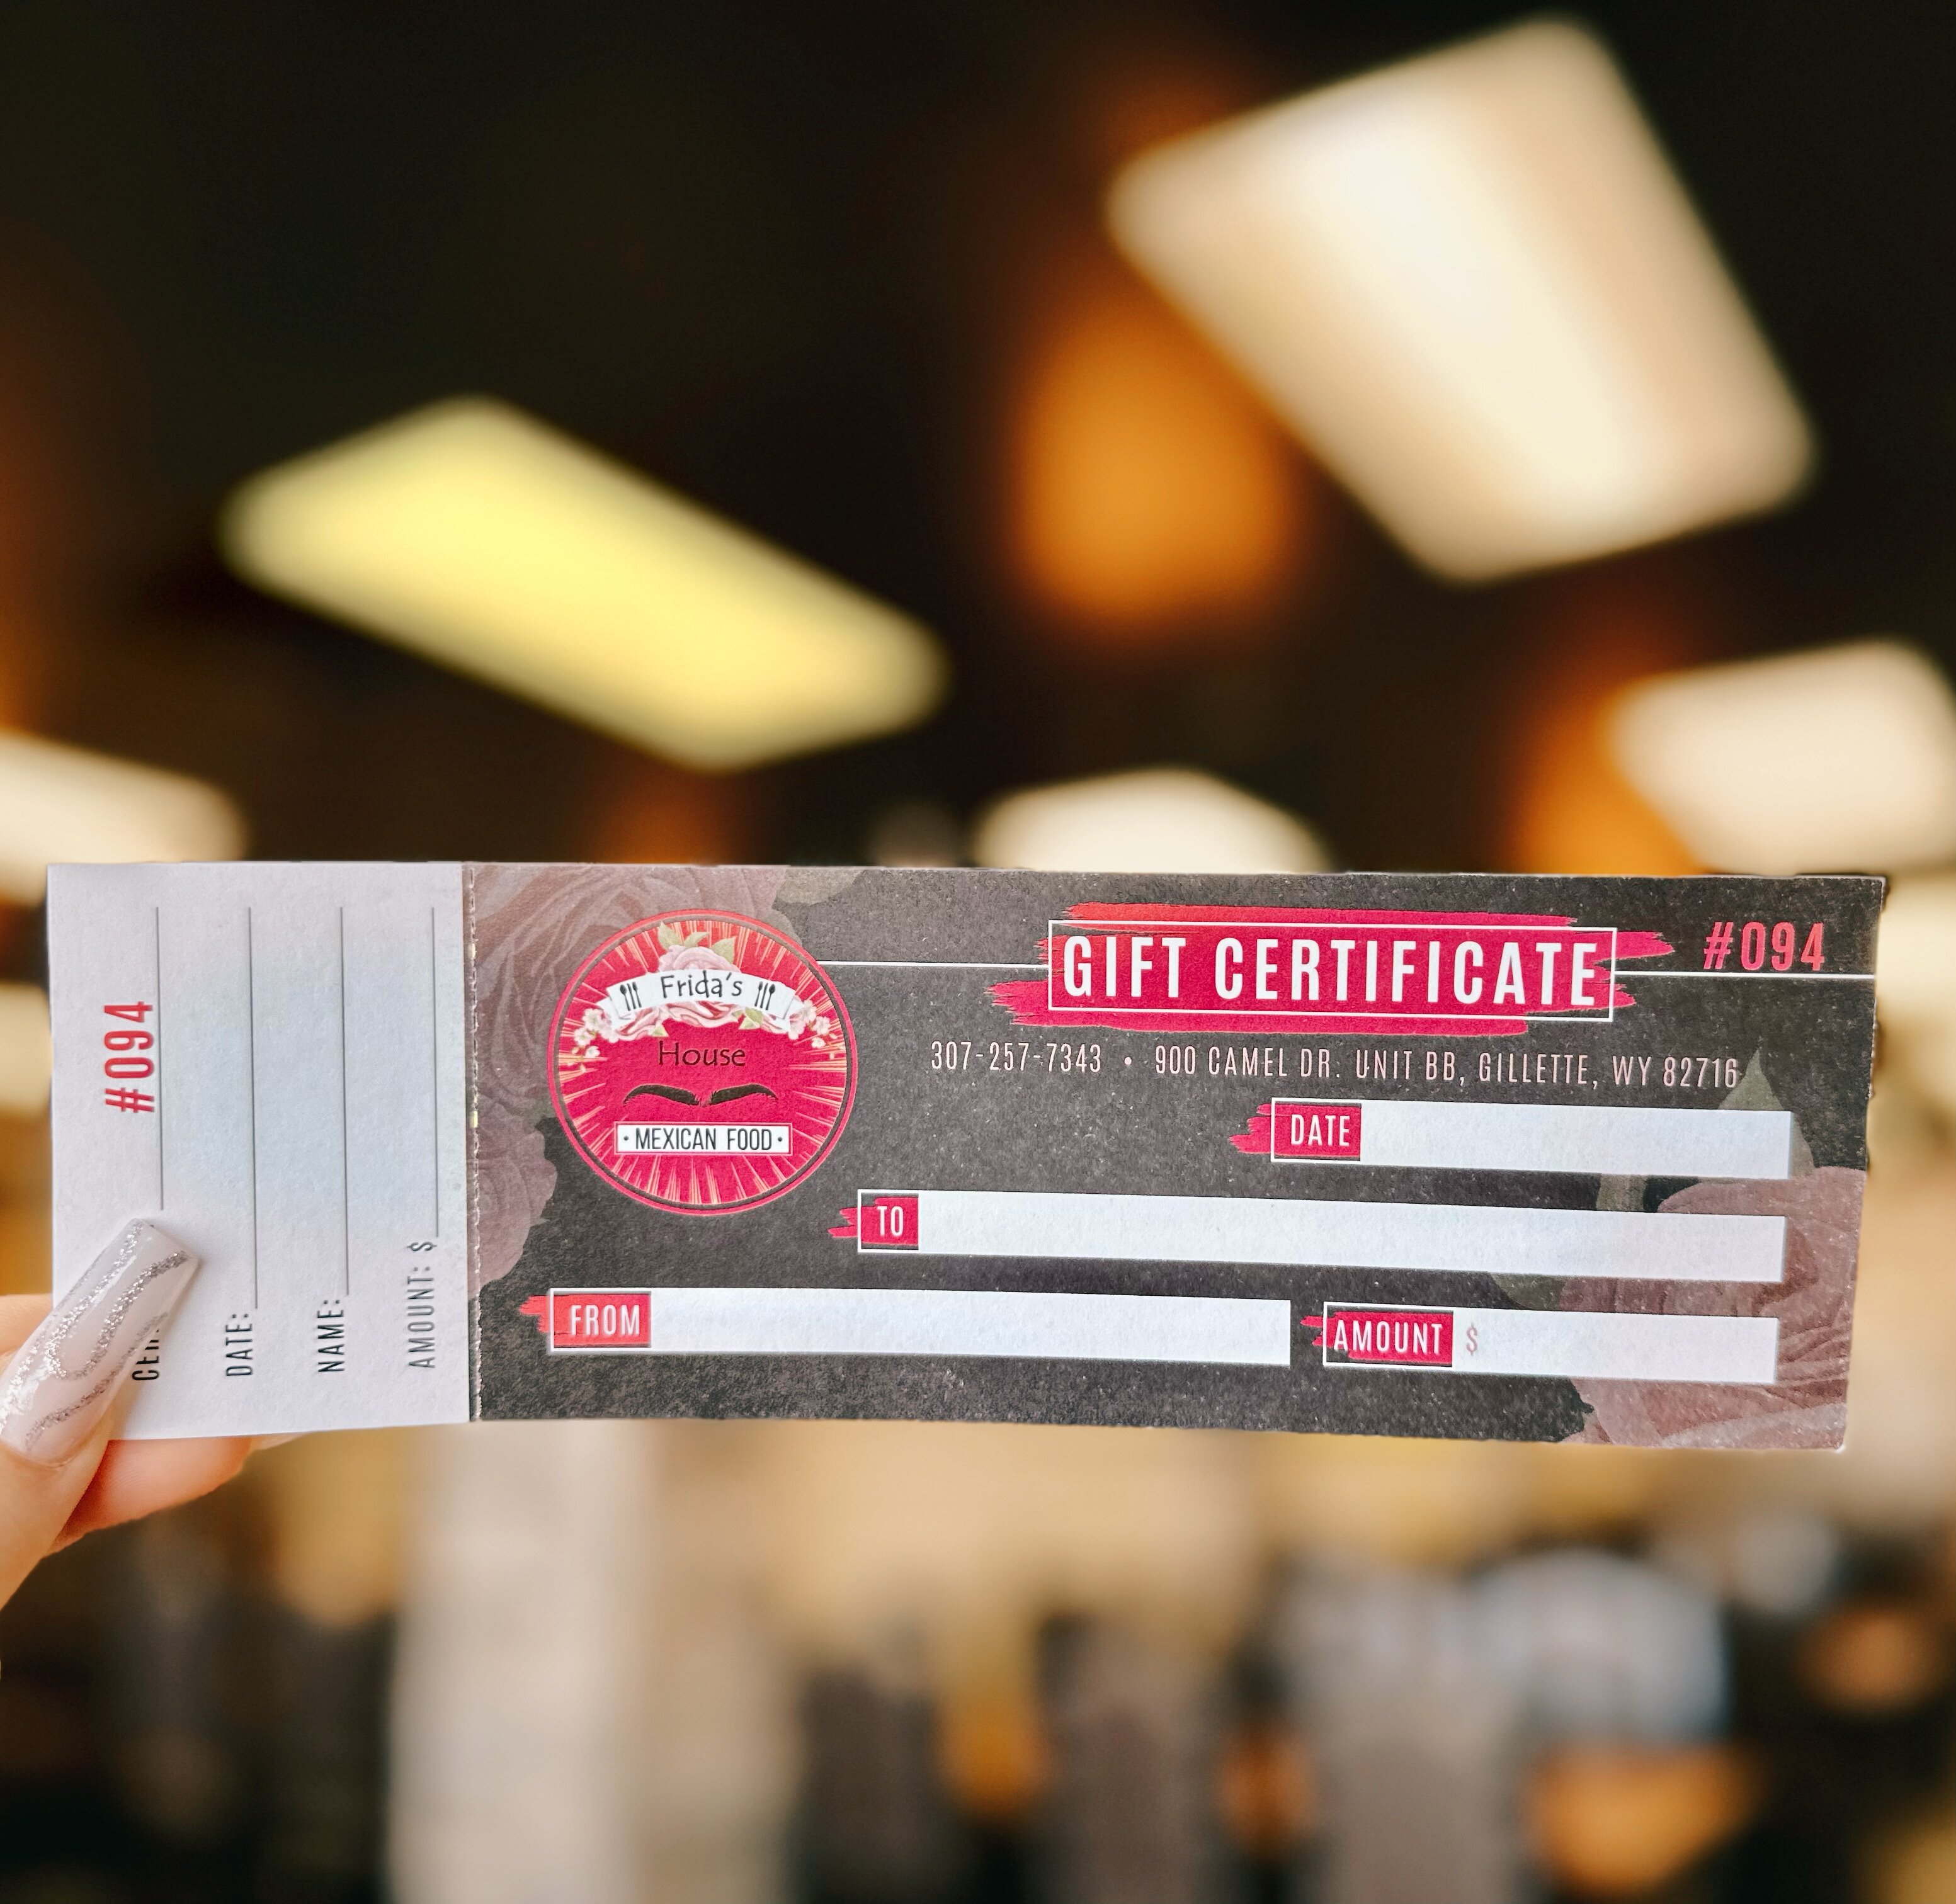 #094
DATE:
NAME:
AMOUNT: $
Frida's
House
· MEXICAN FOOD ·
GIFT CERTIFICATE
#094
307-257-7343 • 900 CAMEL DR. UNIT BB, GILLETTE, WY 82716
DATE
TO
FROM
AMOUNT $